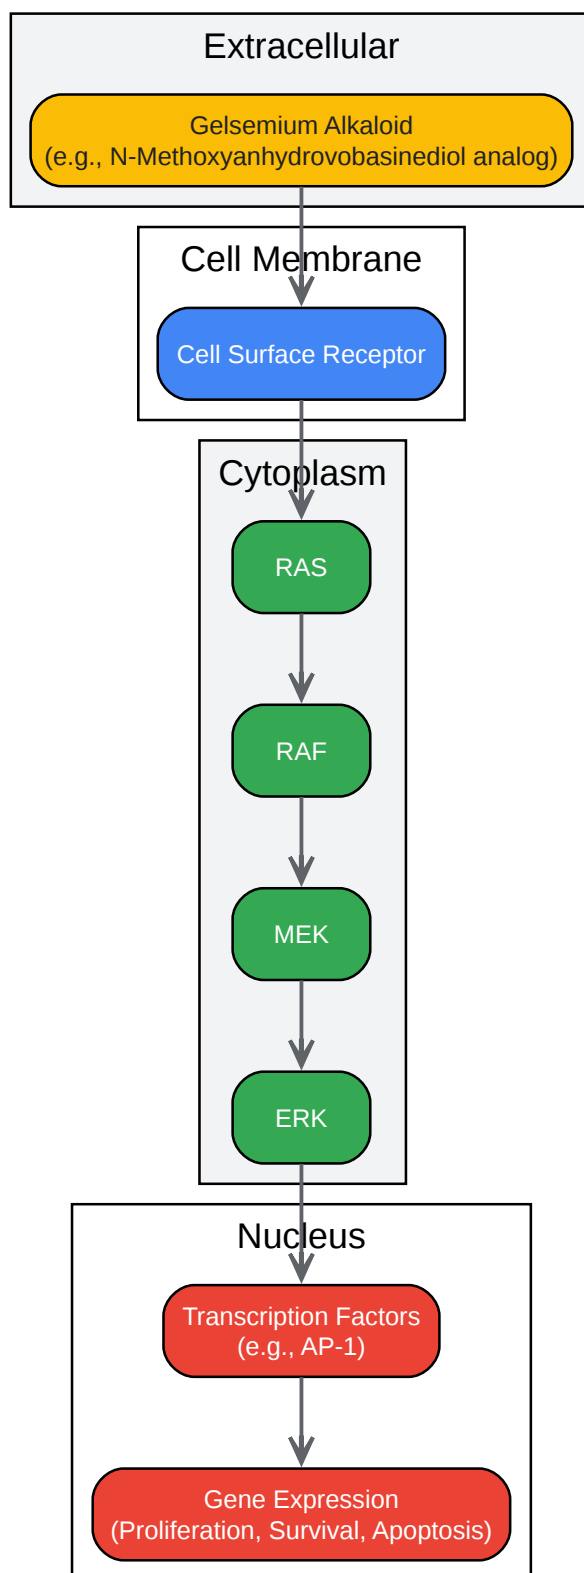 Extracellular
Gelsemium Alkaloid
(e.g., N-Methoxyanhydrovobasinediol analog)
Cell Membrane
Cell Surface Receptor
Cytoplasm
RAS
RAF
MEK
ERK
Nucleus
Transcription Factors
(e.g., AP-1)
Gene Expression
(Proliferation, Survival, Apoptosis)